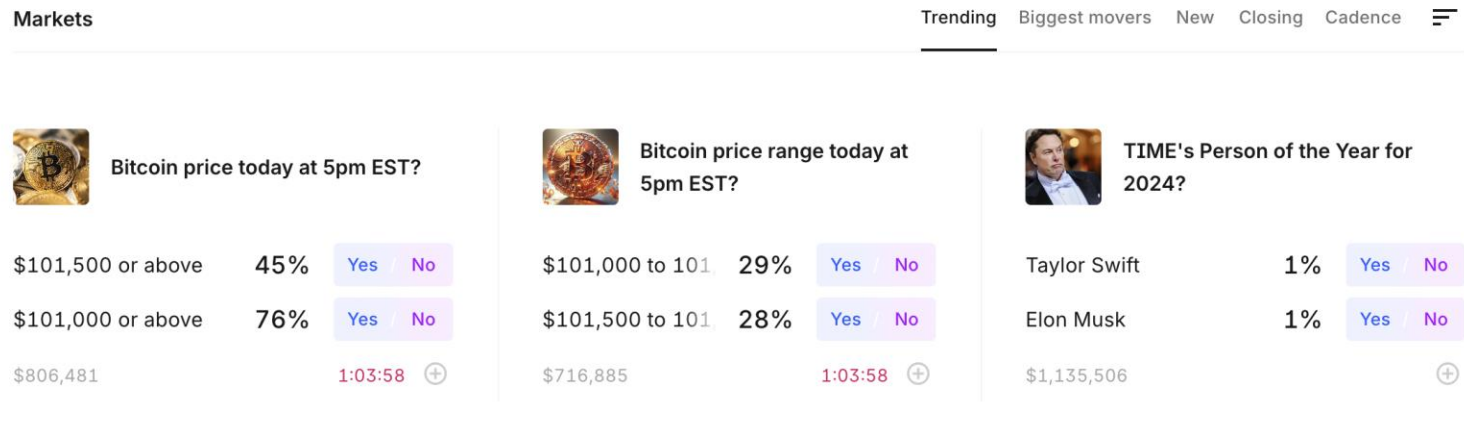 Markets
Trending Biggest movers New Closing Cadence
Bitcoin price today at 5pm EST?
$101,500 or above 45% Yes / No
$101,000 or above 76% Yes / No
$806,481 1:03:58
Bitcoin price range today at
5pm EST?
$101,000 to 101, 29% Yes / No
$101,500 to 101, 28% Yes / No
$716,885 1:03:58
TIME's Person of the Year for
2024?
Taylor Swift 1% Yes / No
Elon Musk 1% Yes / No
$1,135,506